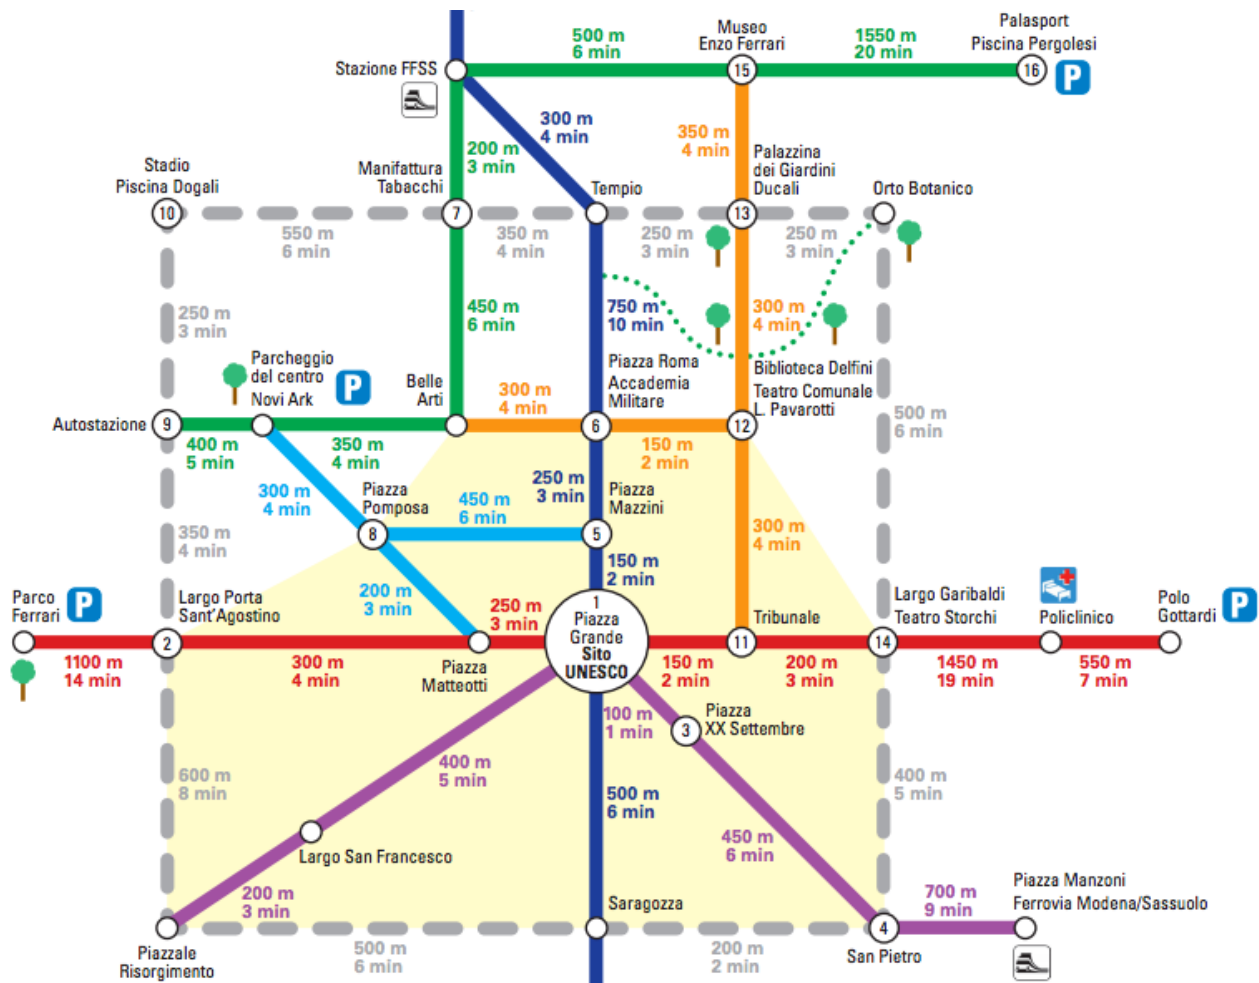 Palasport
Piscina Pergolesi
16
P
1550 m
20 min
Museo
Enzo Ferrari
15
500 m
6 min
Stazione FFSS
300 m
4 min
200 m
3 min
350 m
4 min
Stadio
Piscina Dogali
10
Manifattura
Tabacchi
7
Tempio
Palazzina
dei Giardini
Ducali
13
Orto Botanico
550 m
6 min
350 m
4 min
250 m
3 min
250 m
3 min
250 m
3 min
450 m
6 min
750 m
10 min
300 m
4 min
Parcheggio
del centro
Novi Ark
P
Belle
Arti
Piazza Roma
Accademia
Militare
6
Biblioteca Delfini
Teatro Comunale
L. Pavarotti
12
Autostazione
9
300 m
4 min
400 m
5 min
350 m
4 min
150 m
2 min
500 m
6 min
300 m
4 min
Piazza
Pomposa
8
450 m
6 min
250 m
3 min
Piazza
Mazzini
5
350 m
4 min
300 m
4 min
200 m
3 min
150 m
2 min
Parco
Ferrari
P
Largo Porta
Sant'Agostino
2
250 m
3 min
1
Piazza
Grande
Sito
UNESCO
Tribunale
11
Largo Garibaldi
Teatro Storchi
14
Policlinico
Polo
Gottardi
P
1100 m
14 min
300 m
4 min
Piazza
Matteotti
150 m
2 min
200 m
3 min
1450 m
19 min
550 m
7 min
100 m
1 min
Piazza
XX Settembre
3
600 m
8 min
400 m
5 min
500 m
6 min
400 m
5 min
450 m
6 min
Largo San Francesco
200 m
3 min
Saragozza
700 m
9 min
Piazza Manzoni
Ferrovia Modena/Sassuolo
4
San Pietro
Piazzale
Risorgimento
500 m
6 min
200 m
2 min